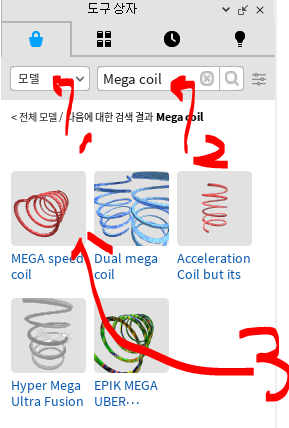 도구 상자
모델
Mega coil
1.
2
< 전체 모델 / 다음에 대한 검색 결과 Mega coil
MEGA speed coil
Dual mega coil
Acceleration Coil but its
3
Hyper Mega Ultra Fusion
EPIK MEGA UBER…